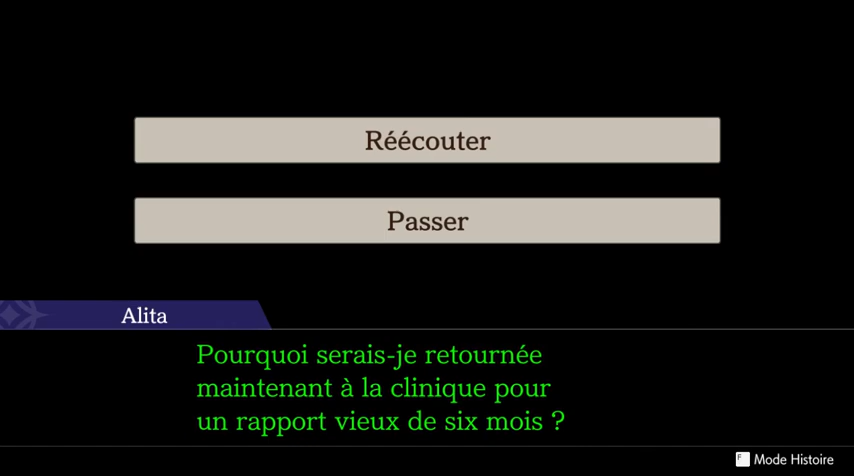 Réécouter
Passer
Alita
Pourquoi serais-je retournée
maintenant à la clinique pour
un rapport vieux de six mois ?
F Mode Histoire